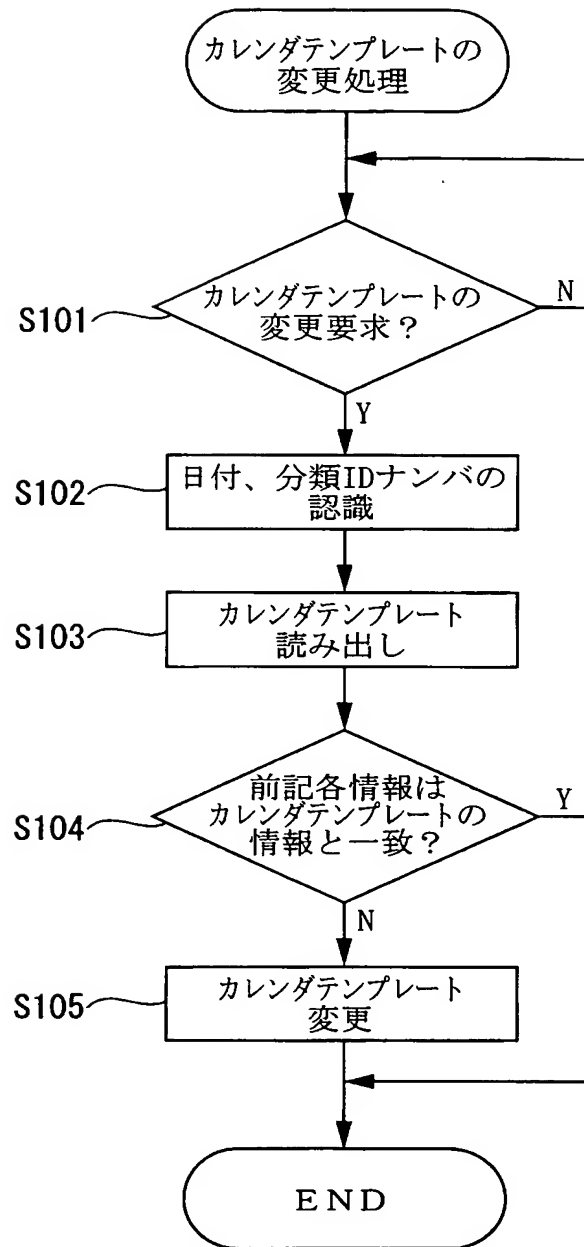 カレンダテンプレートの
変更処理
カレンダテンプレートの
変更要求？
N
S101
Y
日付、分類IDナンバの
認識
S102
カレンダテンプレート
読み出し
S103
前記各情報は
カレンダテンプレートの
情報と一致？
Y
S104
N
カレンダテンプレート
変更
S105
END